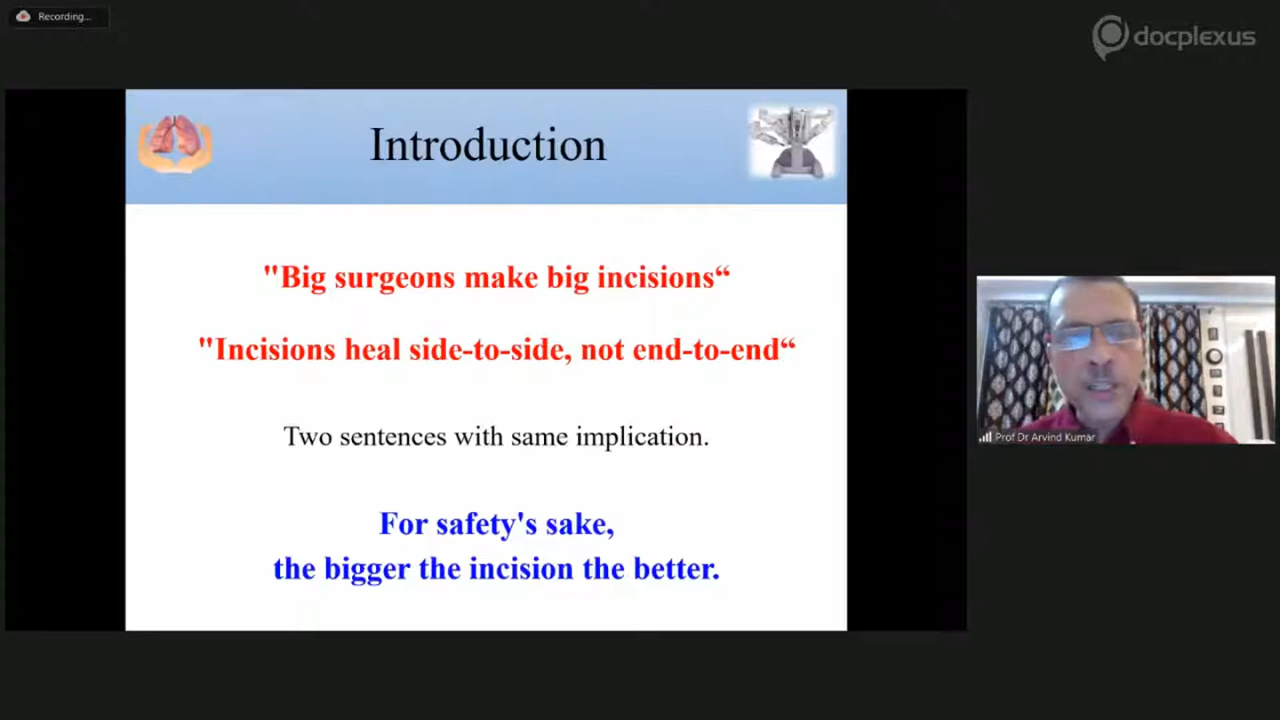 Recording...
docplexus
Introduction
"Big surgeons make big incisions“
"Incisions heal side-to-side, not end-to-end“
Two sentences with same implication.
For safety's sake,
the bigger the incision the better.
Prof Dr Arvind Kumar